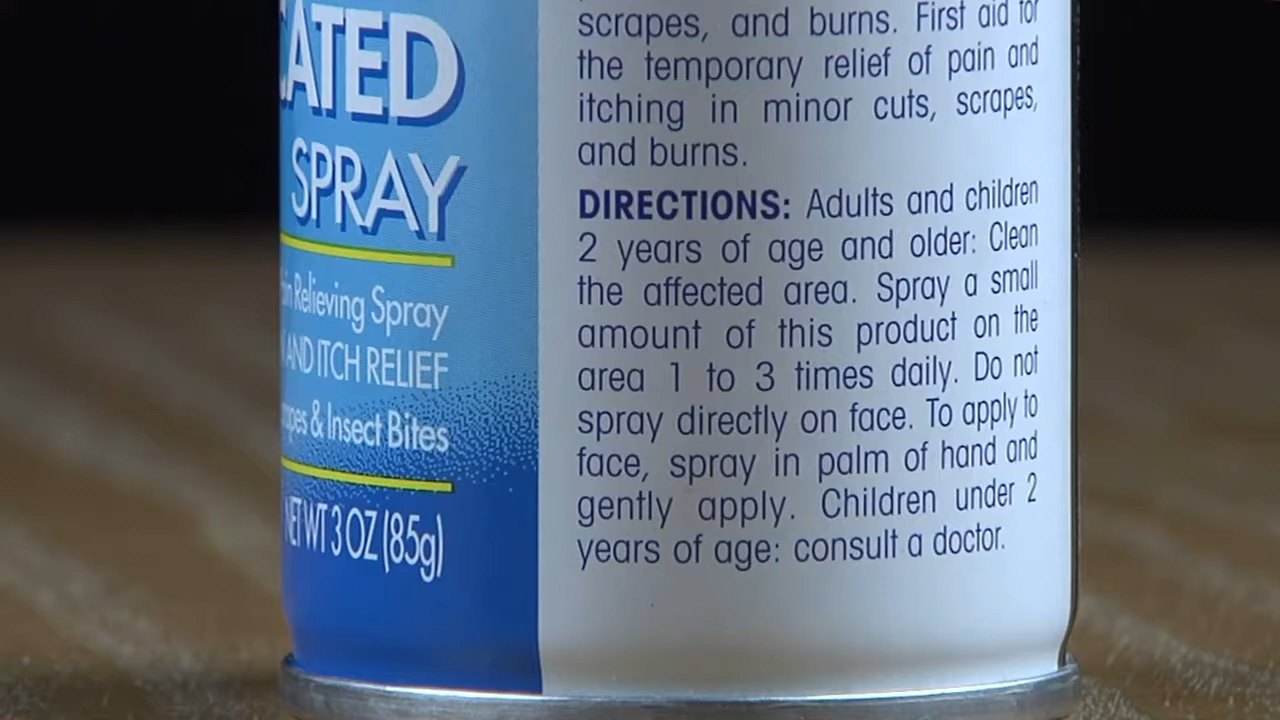 SPRAY
Relieving Spray
AND ITCH RELIEF
& Insect Bites
NET WT 3 OZ (85g)
scrapes, and burns. First aid for
the temporary relief of pain and
itching in minor cuts, scrapes,
and burns.
DIRECTIONS: Adults and children
2 years of age and older: Clean
the affected area. Spray a small
amount of this product on the
area 1 to 3 times daily. Do not
spray directly on face. To apply to
face, spray in palm of hand and
gently apply. Children under 2
years of age: consult a doctor.